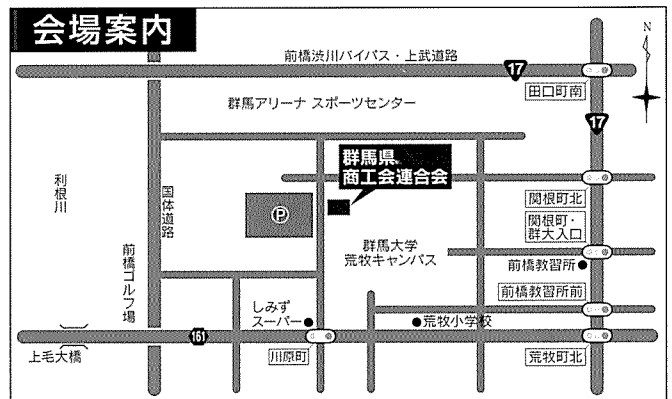 会場案内
N
前橋渋川バイパス・上武道路
17
田口町南
群馬アリーナ スポーツセンター
17
群馬県
商工会連合会
利根川
国体道路
P
関根町北
関根町・
群大入口
群馬大学
荒牧キャンパス
前橋ゴルフ場
前橋教習所
前橋教習所前
しみず
スーパー
荒牧小学校
161
上毛大橋
川原町
荒牧町北